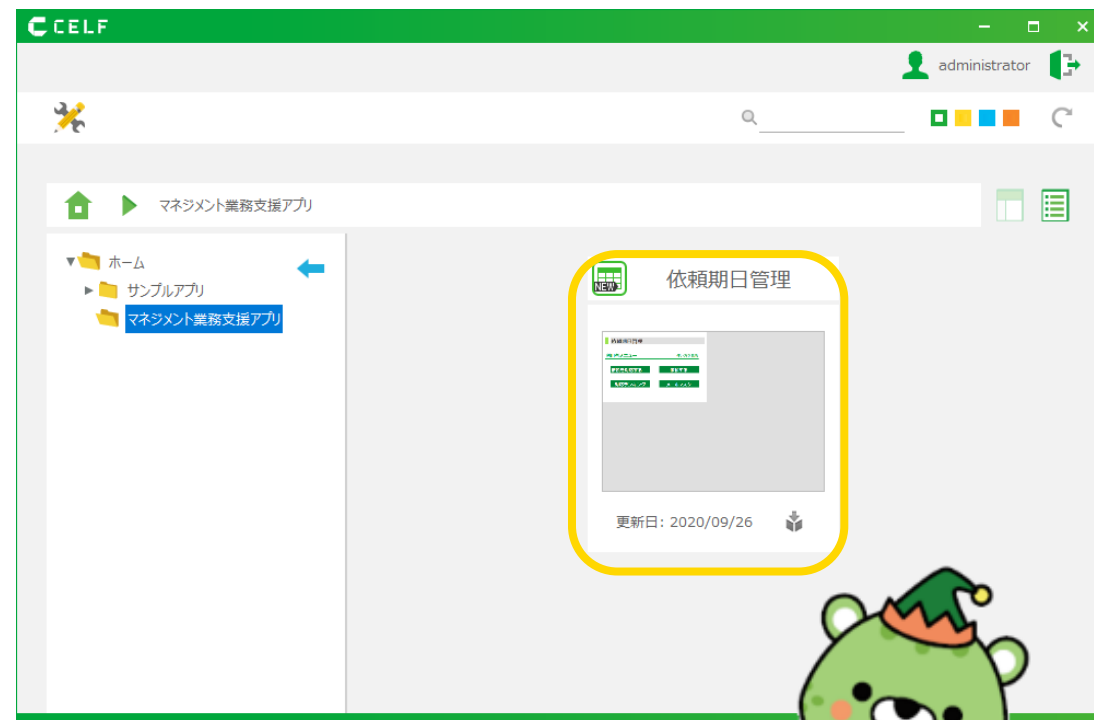 CELF
administrator
マネジメント業務支援アプリ
ホーム
サンプルアプリ
マネジメント業務支援アプリ
NEW
依頼期日管理
依頼期日管理
更新日: 2020/09/26